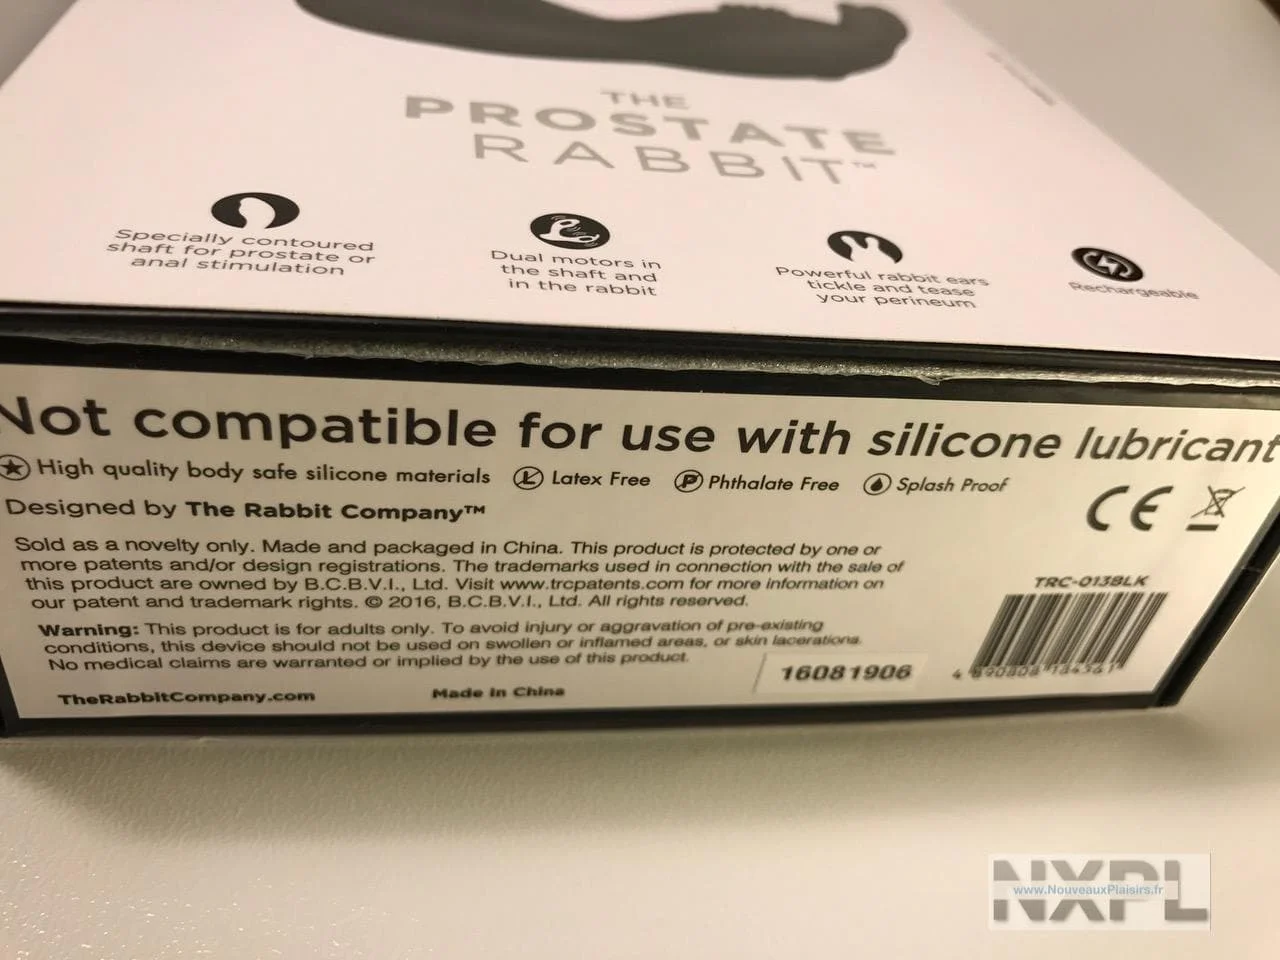 THE
PROSTATE
RABBIT™
Specially contoured
shaft for prostate or
anal stimulation
Dual motors in
the shaft and
in the rabbit
Powerful rabbit ears
tickle and tease
your perineum
Rechargeable
Not compatible for use with silicone lubricant
High quality body safe silicone materials
L Latex Free
P Phthalate Free
Splash Proof
Designed by The Rabbit Company™
CE
Sold as a novelty only. Made and packaged in China. This product is protected by one or
more patents and/or design registrations. The trademarks used in connection with the sale of
this product are owned by B.C.B.V.I., Ltd. Visit www.trcpatents.com for more information on
our patent and trademark rights. © 2016, B.C.B.V.I., Ltd. All rights reserved.
Warning: This product is for adults only. To avoid injury or aggravation of pre-existing
conditions, this device should not be used on swollen or inflamed areas, or skin lacerations.
No medical claims are warranted or implied by the use of this product.
TheRabbitCompany.com
Made in China
16081906
TRC-013BLK
NXPL
www.NouveauxPlaisirs.fr